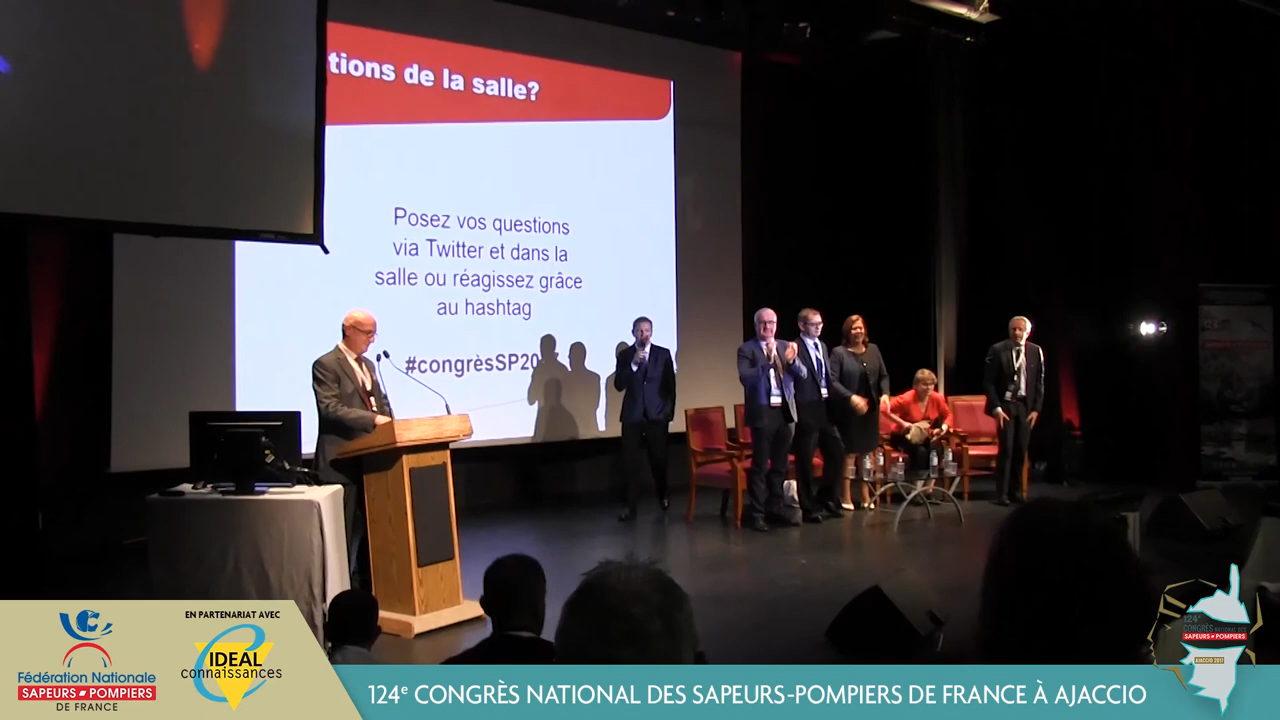 tions de la salle?
Posez vos questions
via Twitter et dans la
salle ou réagissez grâce
au hashtag
#congrèsSP20
EN PARTENARIAT AVEC
IDEAL
connaissances
Fédération Nationale
SAPEURS POMPIERS
DE FRANCE
124e CONGRÈS NATIONAL DES SAPEURS-POMPIERS DE FRANCE À AJACCIO
124e
CONGRÈS NATIONAL DES
SAPEURS POMPIERS
AJACCIO 2017